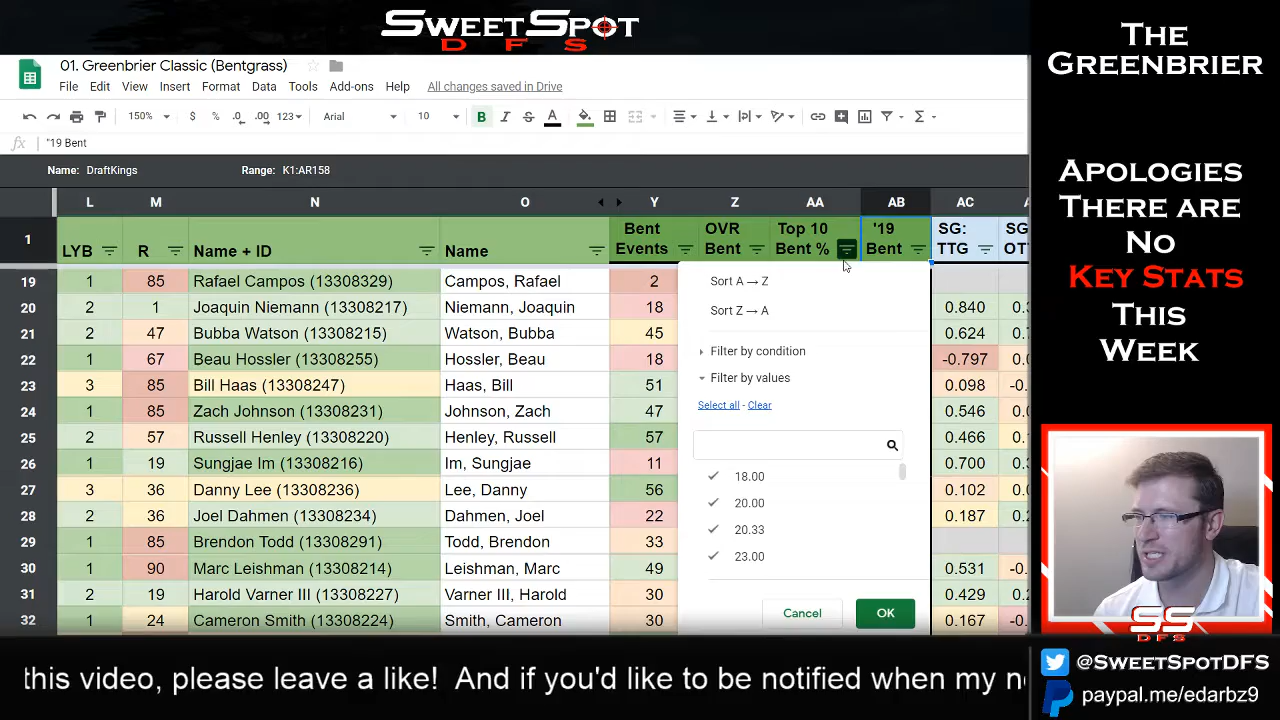 SWEETSPOT
DFS
01. Greenbrier Classic (Bentgrass)
File Edit View Insert Format Data Tools Add-ons Help All changes saved in Drive
150% $ % .0 .00 123 Arial 10 B I S A
fx "19 Bent
Name: DraftKings Range: K1:AR158
L M N O Y Z AA AB AC
1 LYB R Name + ID Name Bent Events OVR Bent Top 10 Bent % '19 Bent SG: TTG SG OT
19 1 85 Rafael Campos (13308329) Campos, Rafael 2
20 2 1 Joaquin Niemann (13308217) Niemann, Joaquin 18 0.840 0.
21 2 47 Bubba Watson (13308215) Watson, Bubba 45 0.624 0.
22 1 67 Beau Hossler (13308255) Hosler, Beau 18 -0.797 0.
23 3 85 Bill Haas (13308247) Haas, Bill 51 0.098 -0.
24 1 85 Zach Johnson (13308231) Johnson, Zach 47 0.546 0.
25 2 57 Russell Henley (13308220) Henley, Russell 57 0.466 0.
26 1 19 Sungjae Im (13308216) Im, Sungjae 11 0.700 0.
27 3 36 Danny Lee (13308236) Lee, Danny 56 0.102 -0.
28 2 36 Joel Dahmen (13308234) Dahmen, Joel 22 0.187 0.
29 1 85 Brendon Todd (13308291) Todd, Brendon 33
30 1 90 Marc Leishman (13308214) Leishman, Marc 49 0.531 -0.
31 2 19 Harold Varner III (13308227) Varner III, Harold 30 0.429 0.
32 1 24 Cameron Smith (13308224) Smith, Cameron 30 0.167 -0.
Sort A → Z
Sort Z → A
Filter by condition
Filter by values
Select all - Clear
18.00
20.00
20.33
23.00
Cancel OK
THE
GREENBRIER
APOLOGIES
THERE ARE
NO
KEY STATS
THIS
WEEK
SS
DFS
@SWEETSPOTDFS
paypal.me/edarbz9
this video, please leave a like! And if you'd like to be notified when my n